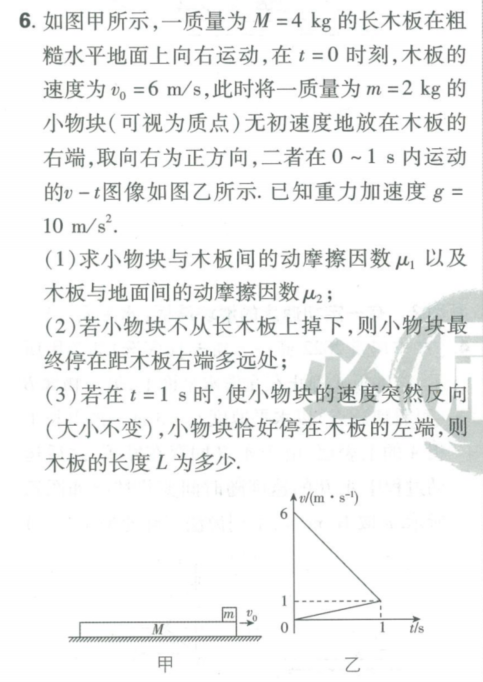 6. 如图甲所示,一质量为 M =4 kg 的长木板在粗
糙水平地面上向右运动,在 t =0 时刻,木板的
速度为 v₀ =6 m/s,此时将一质量为 m =2 kg 的
小物块(可视为质点)无初速度地放在木板的
右端,取向右为正方向,二者在 0 ~ 1 s 内运动
的v - t图像如图乙所示. 已知重力加速度 g =
10 m/s².
(1)求小物块与木板间的动摩擦因数 μ₁ 以及
木板与地面间的动摩擦因数 μ₂;
(2)若小物块不从长木板上掉下,则小物块最
终停在距木板右端多远处;
(3)若在 t =1 s 时,使小物块的速度突然反向
(大小不变),小物块恰好停在木板的左端,则
木板的长度 L 为多少.
必
v/(m·s⁻¹)
6
1
0 1 t/s
m v₀
M
甲 乙